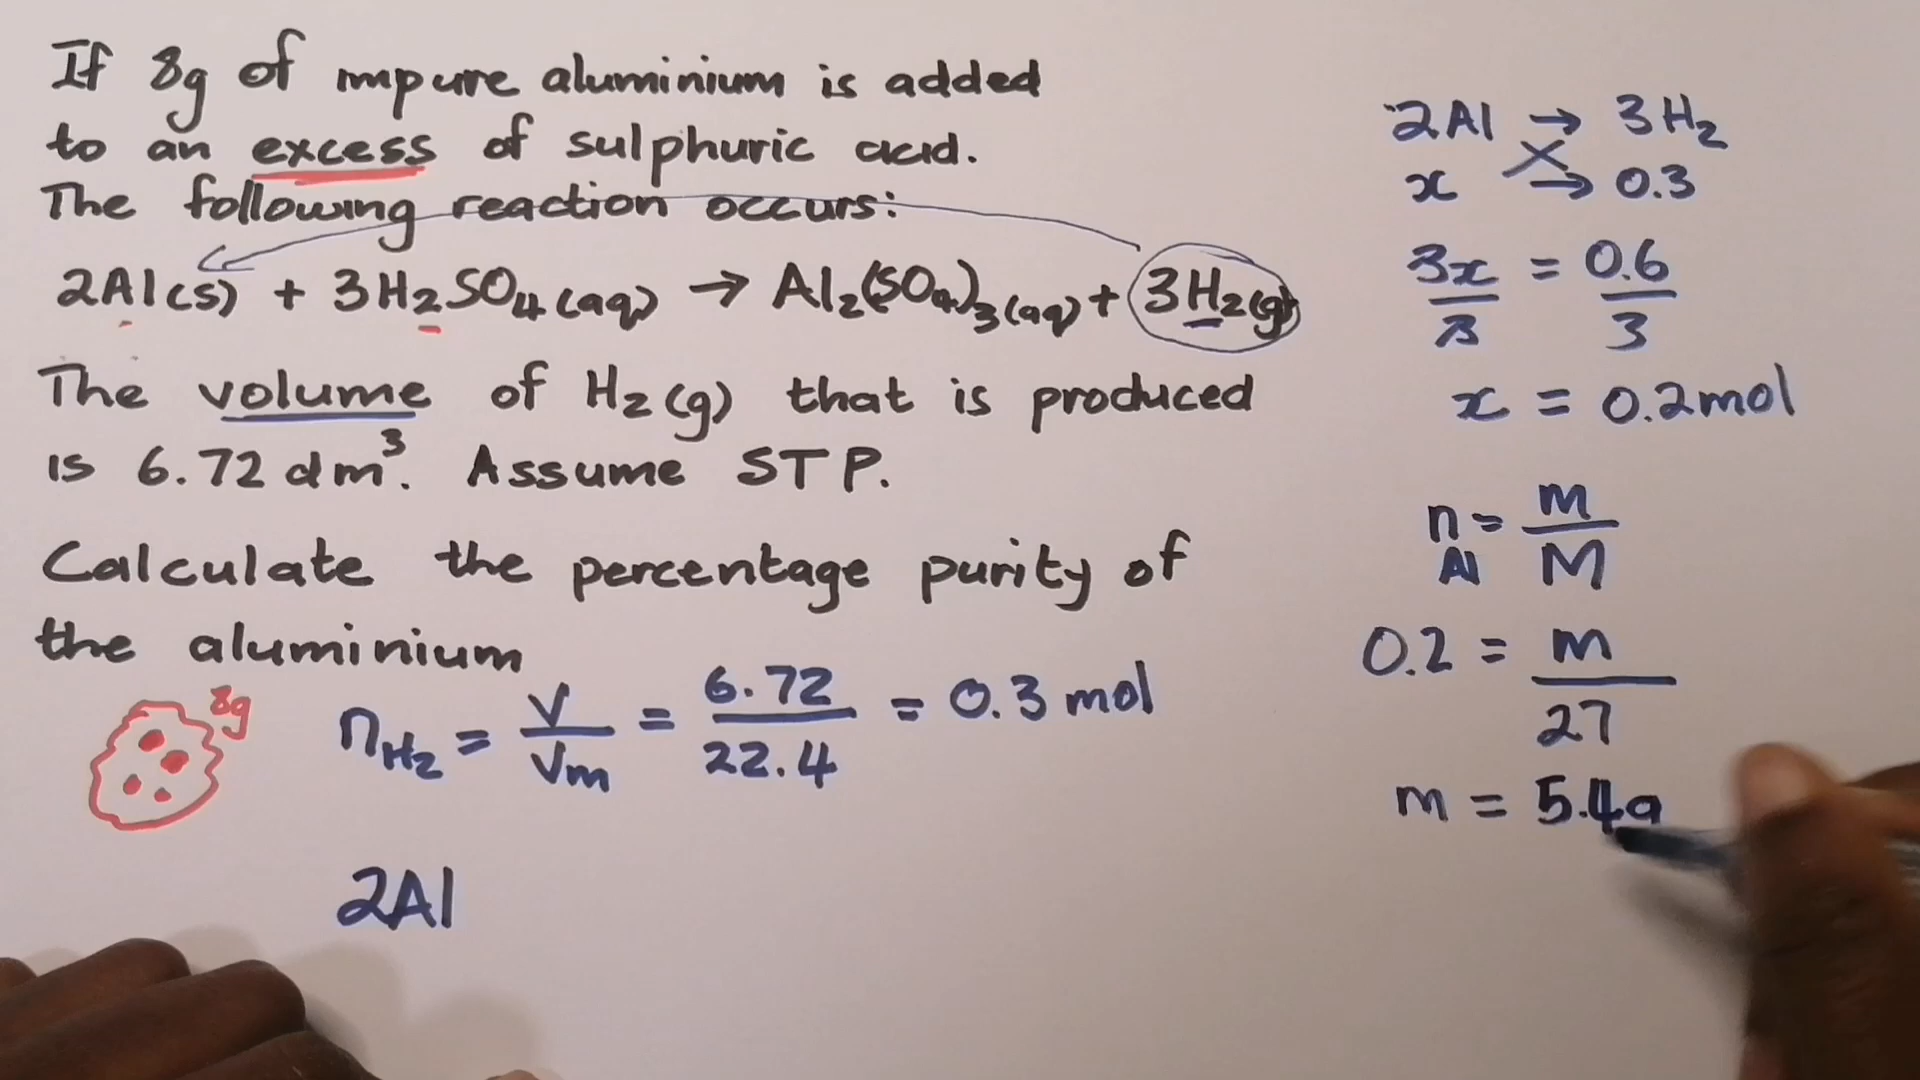 If 8g of impure aluminium is added
to an excess of sulphuric acid.
The following reaction occurs:
2Al(s) + 3H₂SO₄(aq) → Al₂(SO₄)₃(aq) + 3H₂(g)
The volume of H₂(g) that is produced
is 6.72 dm³. Assume STP.
Calculate the percentage purity of
the aluminium
8g
n_H₂ = V/Vm = 6.72/22.4 = 0.3 mol
2Al
2Al → 3H₂
x → 0.3
3x/3 = 0.6/3
x = 0.2mol
n Al = m/M
0.2 = m/27
m = 5.4g